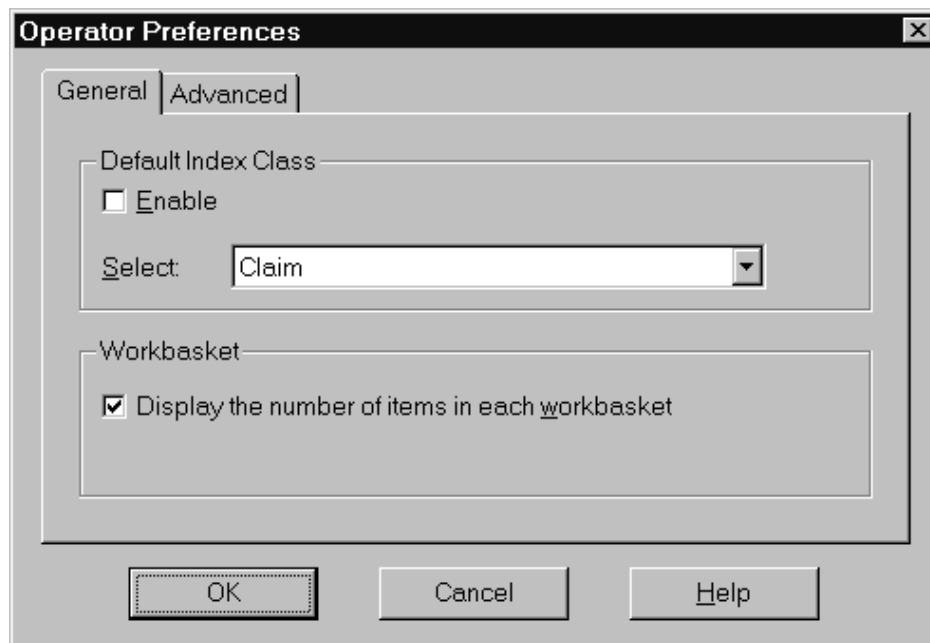 Operator Preferences
General Advanced
Default Index Class
Enable
Select: Claim
Workbasket
Display the number of items in each workbasket
OK Cancel Help